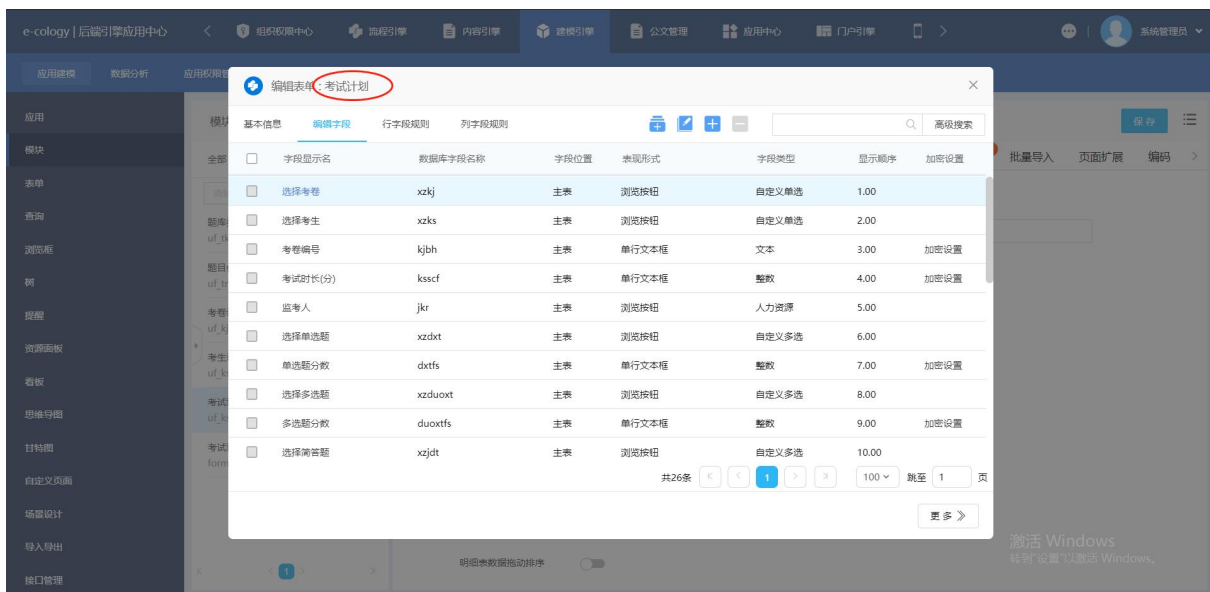 e-cology | 后端引擎应用中心 组织权限中心 流程引擎 内容引擎 建模引擎 公文管理 应用中心 门户引擎 系统管理员
应用建模 数据分析 应用权限
编辑表单：考试计划
应用
模块
表单
查询
浏览框
树
提醒
资源面板
看板
思维导图
甘特图
自定义页面
场景设计
导入导出
接口管理
保存
全部
批量导入 页面扩展 编码
基本信息 编辑字段 行字段规则 列字段规则 高级搜索
字段显示名 数据库字段名称 字段位置 表现形式 字段类型 显示顺序 加密设置
选择考卷 xzkj 主表 浏览按钮 自定义单选 1.00
选择考生 xzks 主表 浏览按钮 自定义单选 2.00
考卷编号 kjbh 主表 单行文本框 文本 3.00 加密设置
考试时长(分) ksscf 主表 单行文本框 整数 4.00 加密设置
监考人 jkr 主表 浏览按钮 人力资源 5.00
选择单选题 xzdxt 主表 浏览按钮 自定义多选 6.00
单选题分数 dxtfs 主表 单行文本框 整数 7.00 加密设置
选择多选题 xzduoxt 主表 浏览按钮 自定义多选 8.00
多选题分数 duoxtfs 主表 单行文本框 整数 9.00 加密设置
选择简答题 xzjdt 主表 浏览按钮 自定义多选 10.00
共26条 1 100 跳至 1 页
更多
明细表数据拖动排序
1
激活 Windows
转到"设置"以激活 Windows。